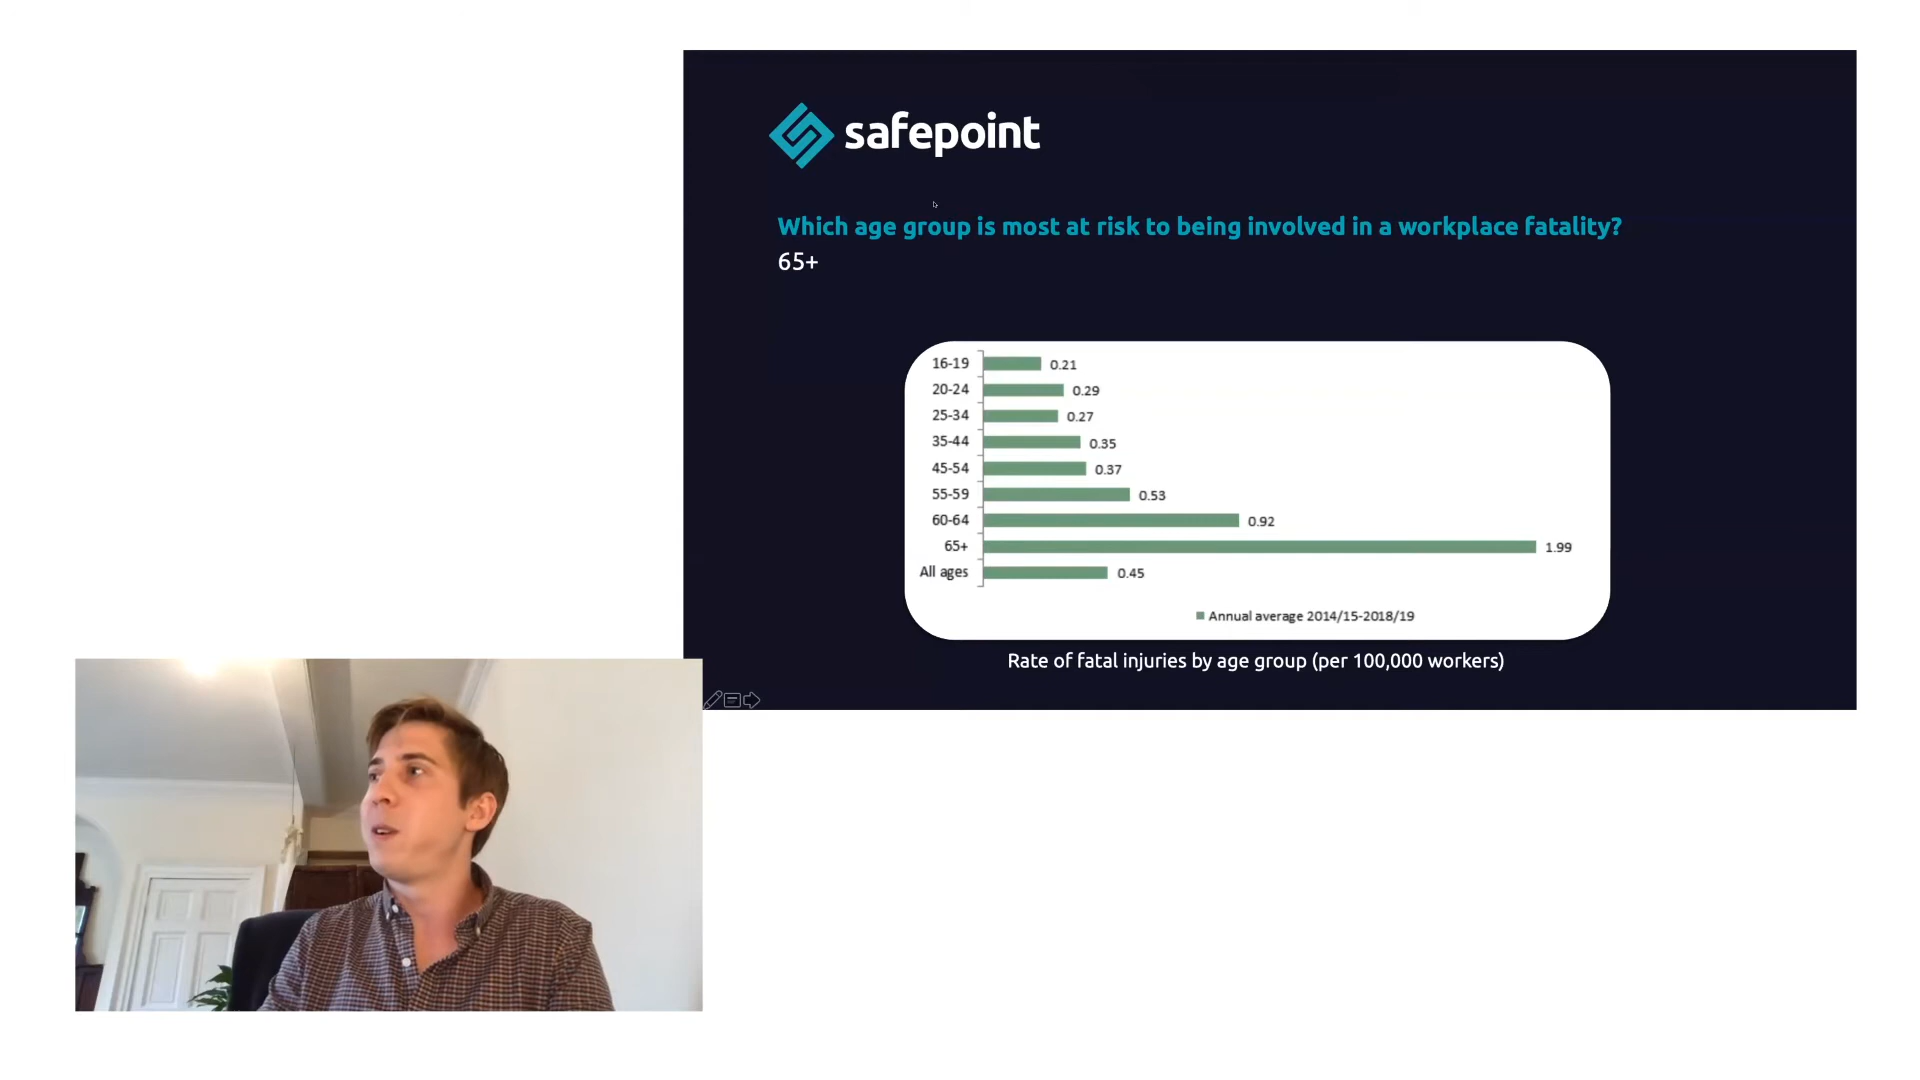 safepoint
Which age group is most at risk to being involved in a workplace fatality?
65+
16-19 0.21
20-24 0.29
25-34 0.27
35-44 0.35
45-54 0.37
55-59 0.53
60-64 0.92
65+ 1.99
All ages 0.45
Annual average 2014/15-2018/19
Rate of fatal injuries by age group (per 100,000 workers)